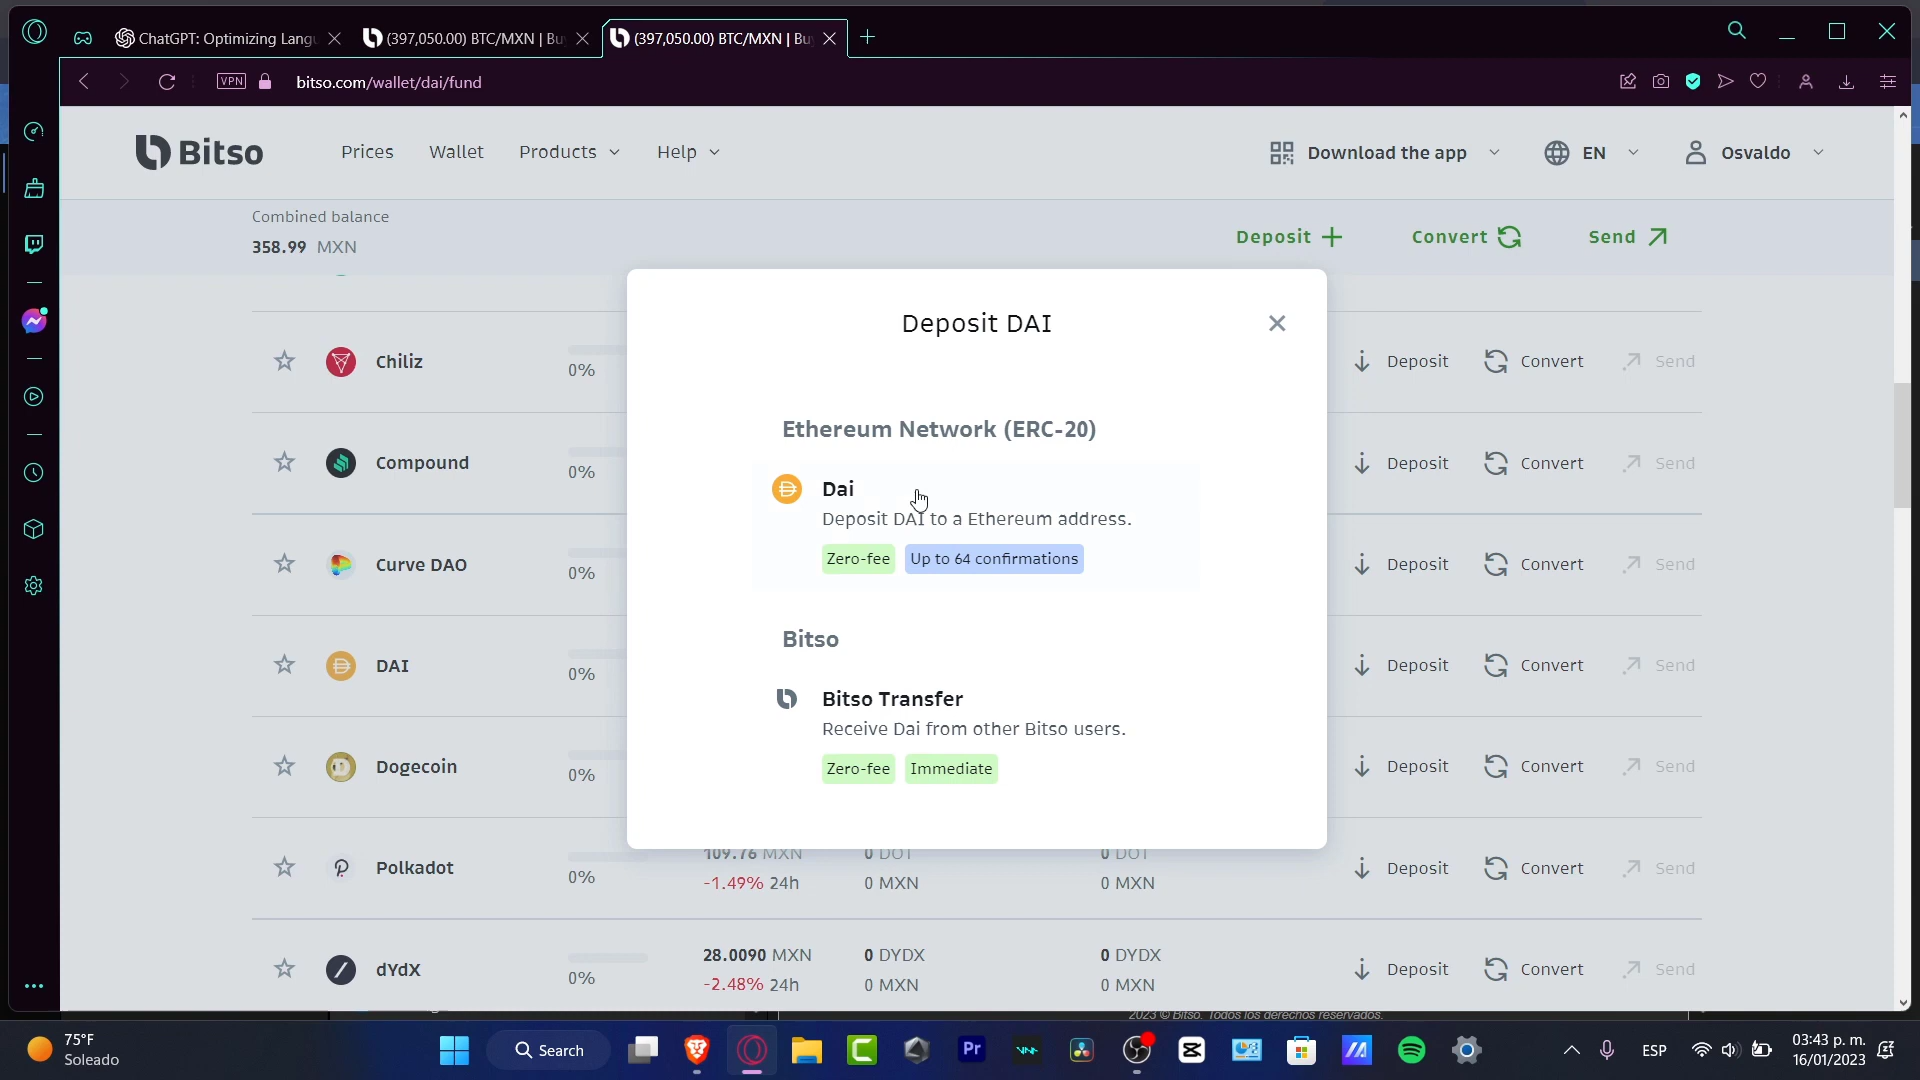 ChatGPT: Optimizing Langu
(397,050.00) BTC/MXN | Bu
(397,050.00) BTC/MXN | Bu
VPN
bitso.com/wallet/dai/fund
Bitso
Prices
Wallet
Products
Help
Download the app
EN
Osvaldo
Combined balance
358.99 MXN
Deposit
Convert
Send
Deposit DAI
Chiliz
0%
Deposit
Convert
Send
Ethereum Network (ERC-20)
Compound
0%
Deposit
Convert
Send
Dai
Deposit DAI to a Ethereum address.
Zero-fee
Up to 64 confirmations
Curve DAO
0%
Deposit
Convert
Send
Bitso
DAI
0%
Deposit
Convert
Send
Bitso Transfer
Receive Dai from other Bitso users.
Zero-fee
Immediate
Dogecoin
0%
Deposit
Convert
Send
Polkadot
0%
109.76 MXN
-1.49% 24h
0 DOT
0 MXN
0 DOT
0 MXN
Deposit
Convert
Send
dYdX
0%
28.0090 MXN
-2.48% 24h
0 DYDX
0 MXN
0 DYDX
0 MXN
Deposit
Convert
Send
2023 © Bitso. Todos los derechos reservados.
75°F
Soleado
Search
Pr
ESP
03:43 p. m.
16/01/2023